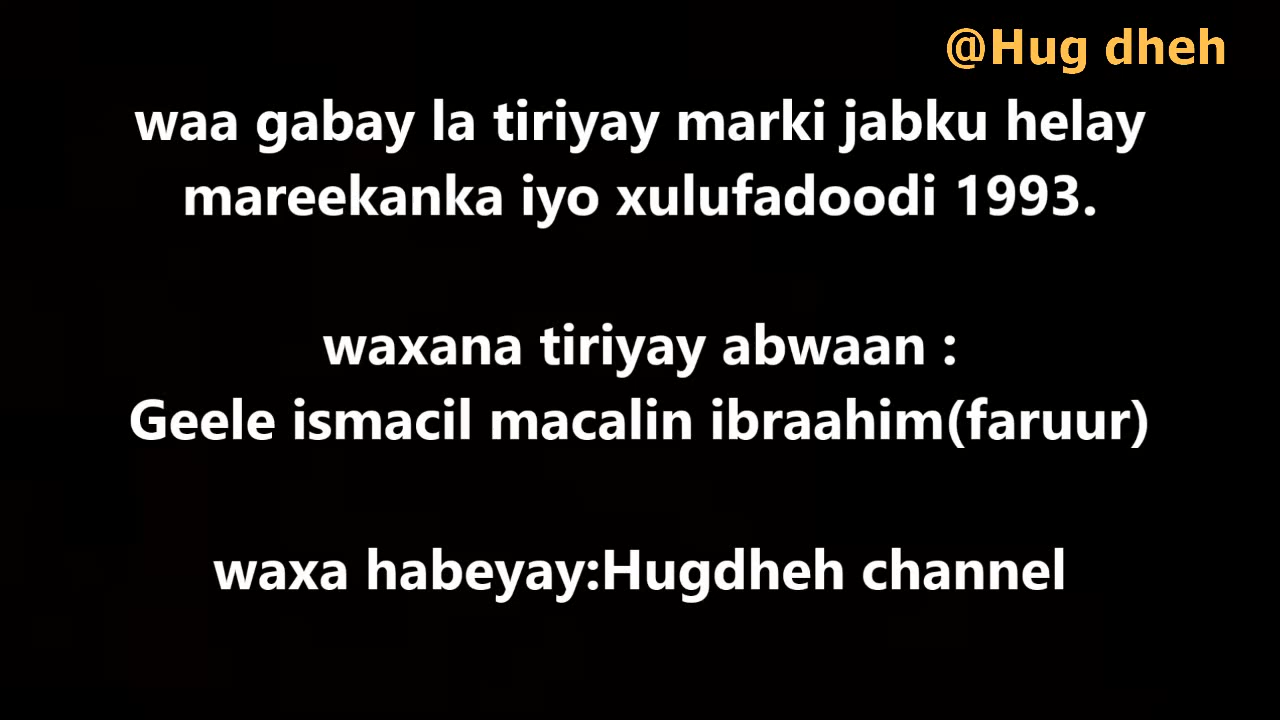 @Hug dheh
waa gabay la tiriyay marki jabku helay
mareekanka iyo xulufadoodi 1993.
waxana tiriyay abwaan :
Geele ismacil macalin ibraahim(faruur)
waxa habeyay:Hugdheh channel